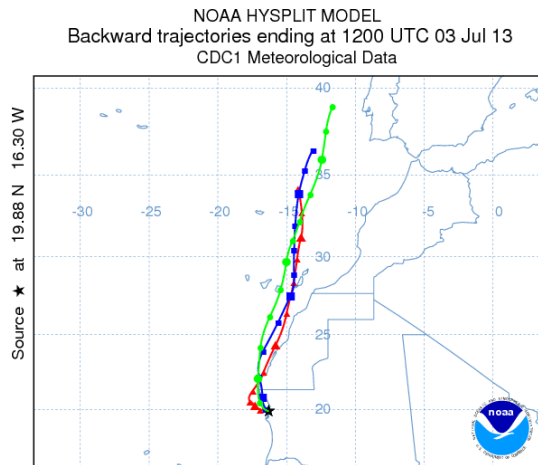 NOAA HYSPLIT MODEL
Backward trajectories ending at 1200 UTC 03 Jul 13
CDC1 Meteorological Data
Source ★ at 19.88 N 16.30 W
40
35
-30 -25 -20 -15 -10 -5 0
30
25
20
noaa